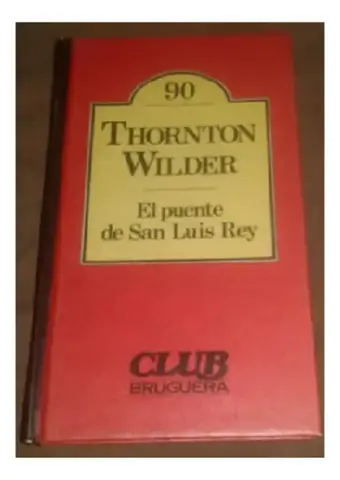 90
THORNTON
WILDER
El puente
de San Luis Rey
CLUB
BRUGUERA